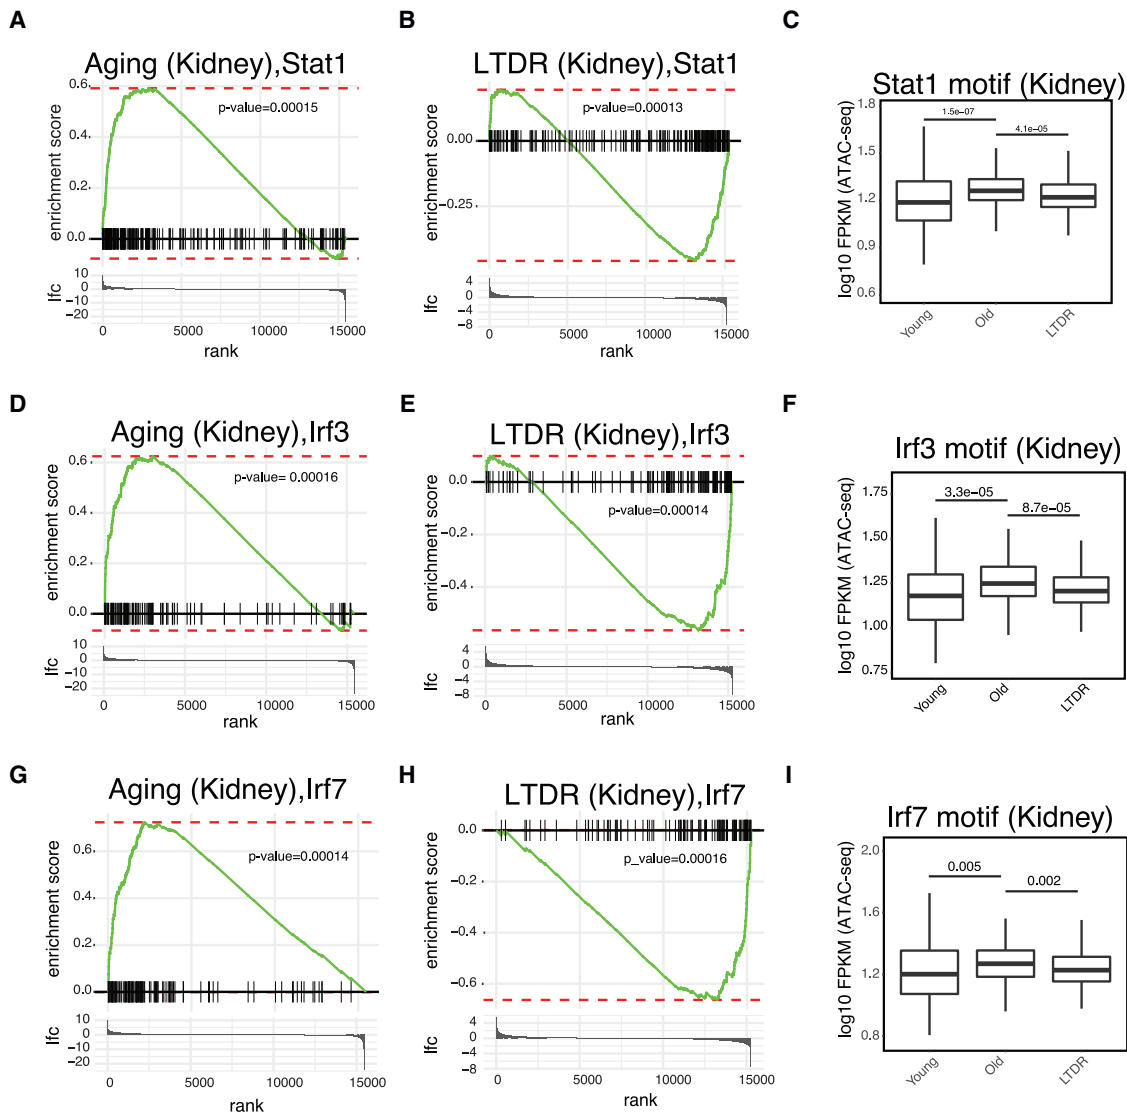 A
Aging (Kidney),Stat1
enrichment score
0.6
0.4
0.2
0.0
p-value=0.00015
lfc
10
0
−10
−20
0 5000 10000 15000
rank
B
LTDR (Kidney),Stat1
enrichment score
0.00
−0.25
p-value=0.00013
lfc
4
0
−4
−8
0 5000 10000 15000
rank
C
Stat1 motif (Kidney)
log10 FPKM (ATAC−seq)
1.8
1.5
1.2
0.9
0.6
1.5e−07
4.1e−05
Young Old LTDR
D
Aging (Kidney),Irf3
enrichment score
0.6
0.4
0.2
0.0
p-value= 0.00016
lfc
10
0
−10
−20
0 5000 10000 15000
rank
E
LTDR (Kidney),Irf3
enrichment score
0.0
−0.2
−0.4
p-value=0.00014
lfc
4
0
−4
−8
0 5000 10000 15000
rank
F
Irf3 motif (Kidney)
log10 FPKM (ATAC−seq)
1.75
1.50
1.25
1.00
0.75
3.3e−05
8.7e−05
Young Old LTDR
G
Aging (Kidney),Irf7
enrichment score
0.6
0.4
0.2
0.0
p-value=0.00014
lfc
10
0
−10
−20
0 5000 10000 15000
rank
H
LTDR (Kidney),Irf7
enrichment score
0.0
−0.2
−0.4
−0.6
p_value=0.00016
lfc
4
0
−4
−8
0 5000 10000 15000
rank
I
Irf7 motif (Kidney)
log10 FPKM (ATAC−seq)
2.0
1.6
1.2
0.8
0.005
0.002
Young Old LTDR